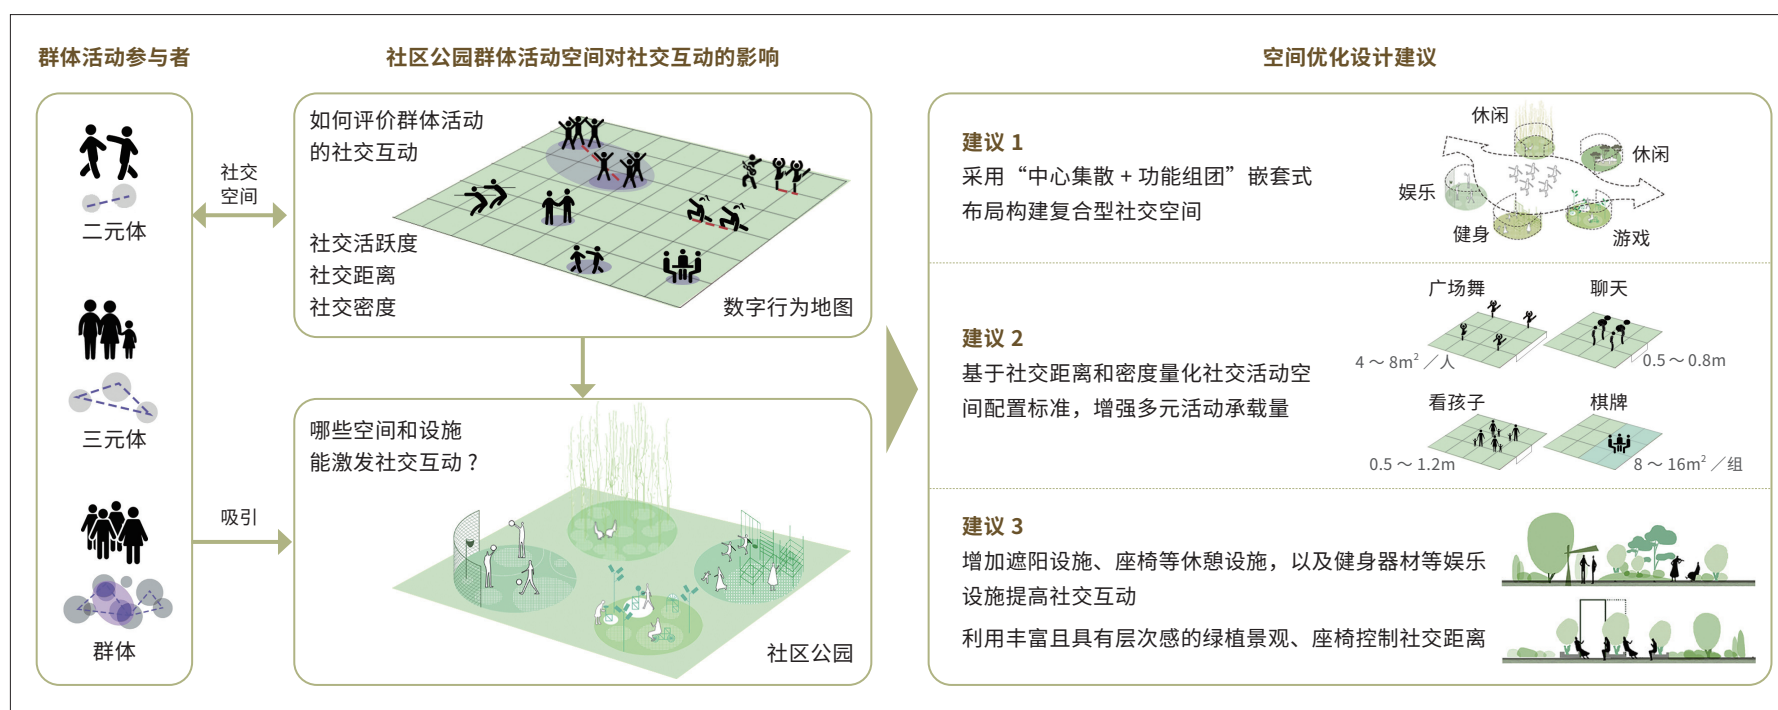 群体活动参与者
二元体
三元体
群体
社交
空间
吸引
社区公园群体活动空间对社交互动的影响
如何评价群体活动
的社交互动
社交活跃度
社交距离
社交密度
数字行为地图
哪些空间和设施
能激发社交互动？
社区公园
空间优化设计建议
建议 1
采用“中心集散 + 功能组团”嵌套式
布局构建复合型社交空间
休闲
休闲
娱乐
健身
游戏
建议 2
基于社交距离和密度量化社交活动空
间配置标准，增强多元活动承载量
广场舞
聊天
4～8m²／人
0.5～0.8m
看孩子
棋牌
0.5～1.2m
8～16m²／组
建议 3
增加遮阳设施、座椅等休憩设施，以及健身器材等娱乐
设施提高社交互动
利用丰富且具有层次感的绿植景观、座椅控制社交距离